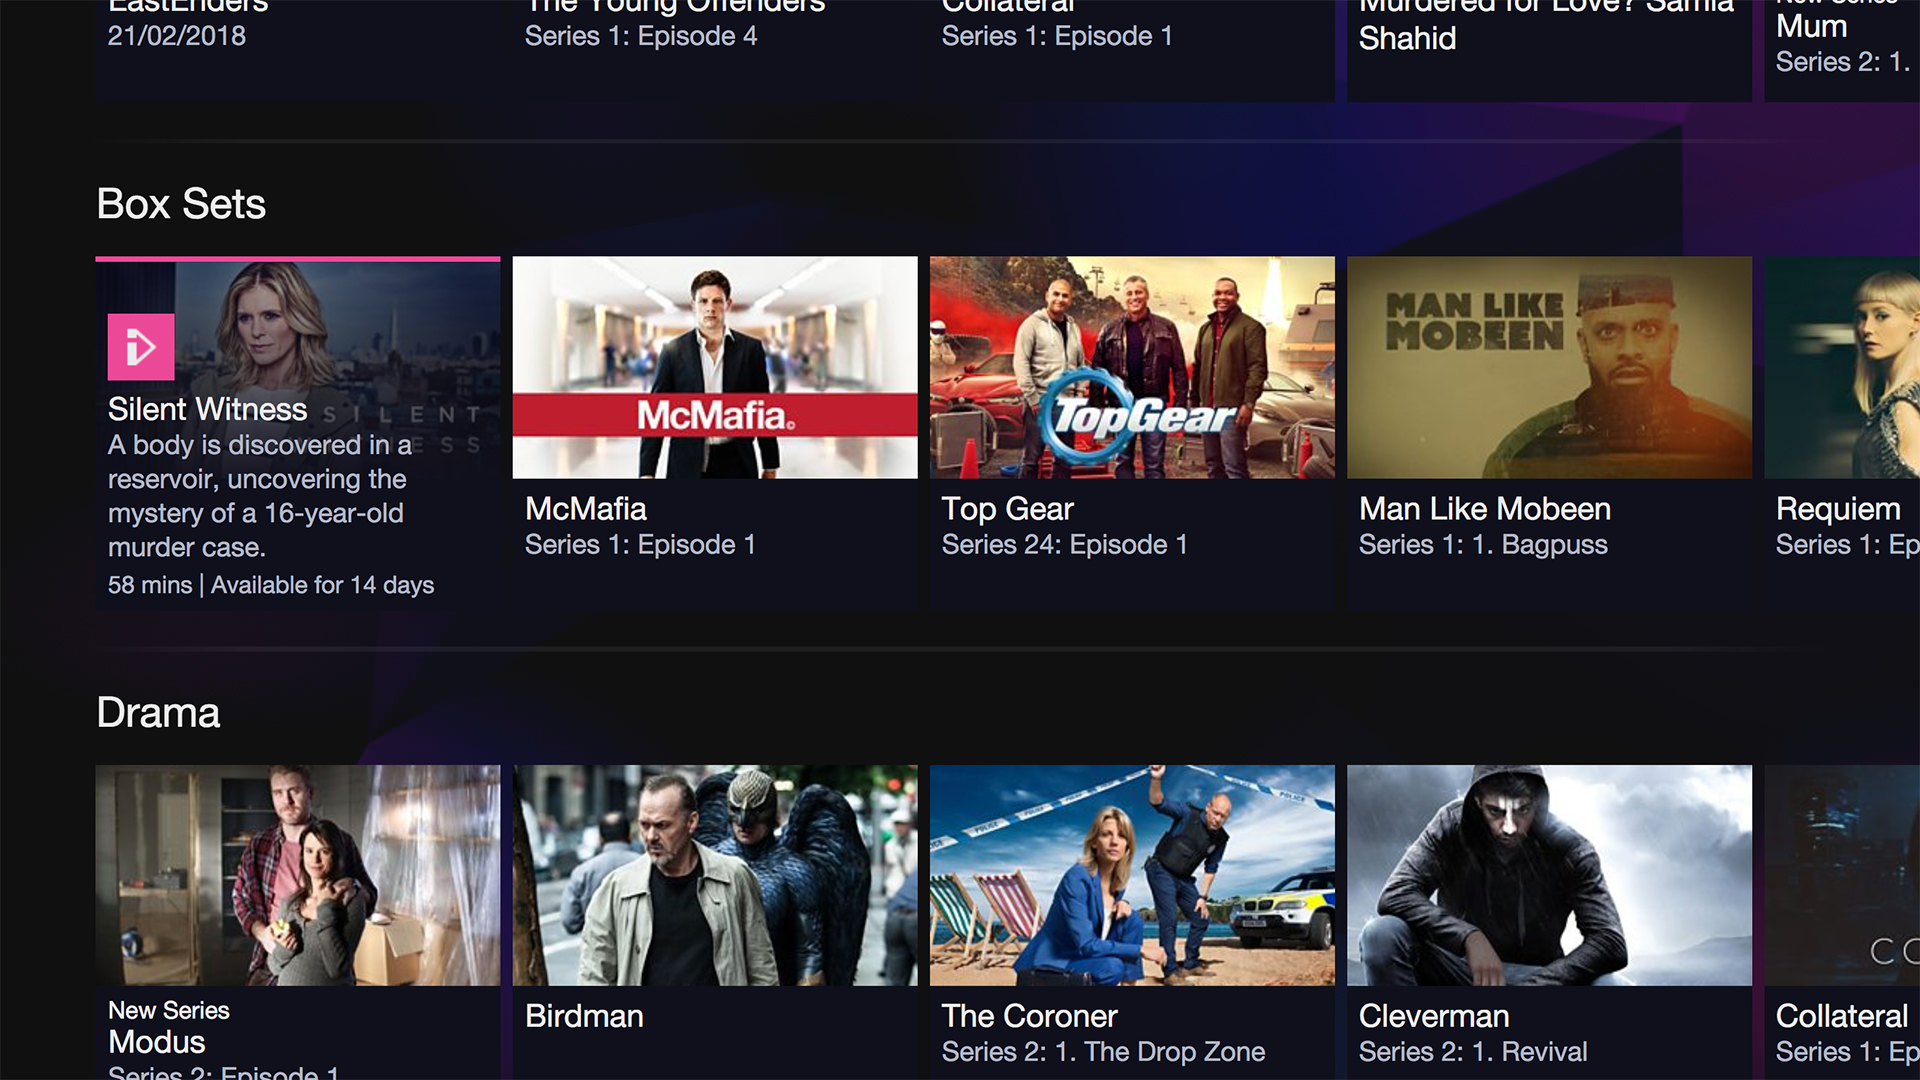 EastEnders
21/02/2018
The Young Offenders
Series 1: Episode 4
Collateral
Series 1: Episode 1
Murdered for Love? Samia
Shahid
New Series
Mum
Series 2: 1.
Box Sets
SILENT
ESS
Silent Witness
A body is discovered in a
reservoir, uncovering the
mystery of a 16-year-old
murder case.
58 mins | Available for 14 days
McMafia
McMafia
Series 1: Episode 1
TopGear
Top Gear
Series 24: Episode 1
MAN LIKE
MOBEEN
Man Like Mobeen
Series 1: 1. Bagpuss
Requiem
Series 1: Ep
Drama
New Series
Modus
Series 2: Episode 1
Birdman
POLICE
POLICE
POLICE
The Coroner
Series 2: 1. The Drop Zone
Cleverman
Series 2: 1. Revival
CO
Collateral
Series 1: Ep